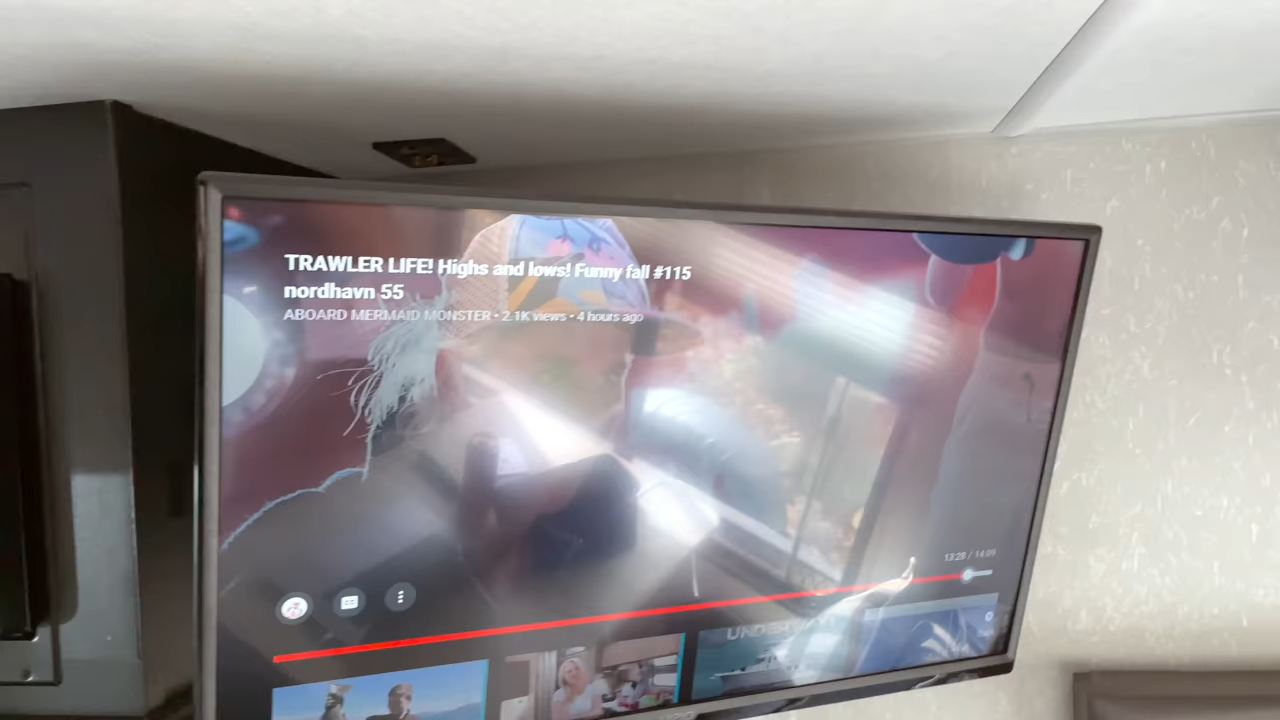 TRAWLER LIFE! Highs and lows! Funny fall #115
nordhavn 55
ABOARD MERMAID MONSTER • 2.1K views • 4 hours ago
13:28 / 14:09
VIZIO